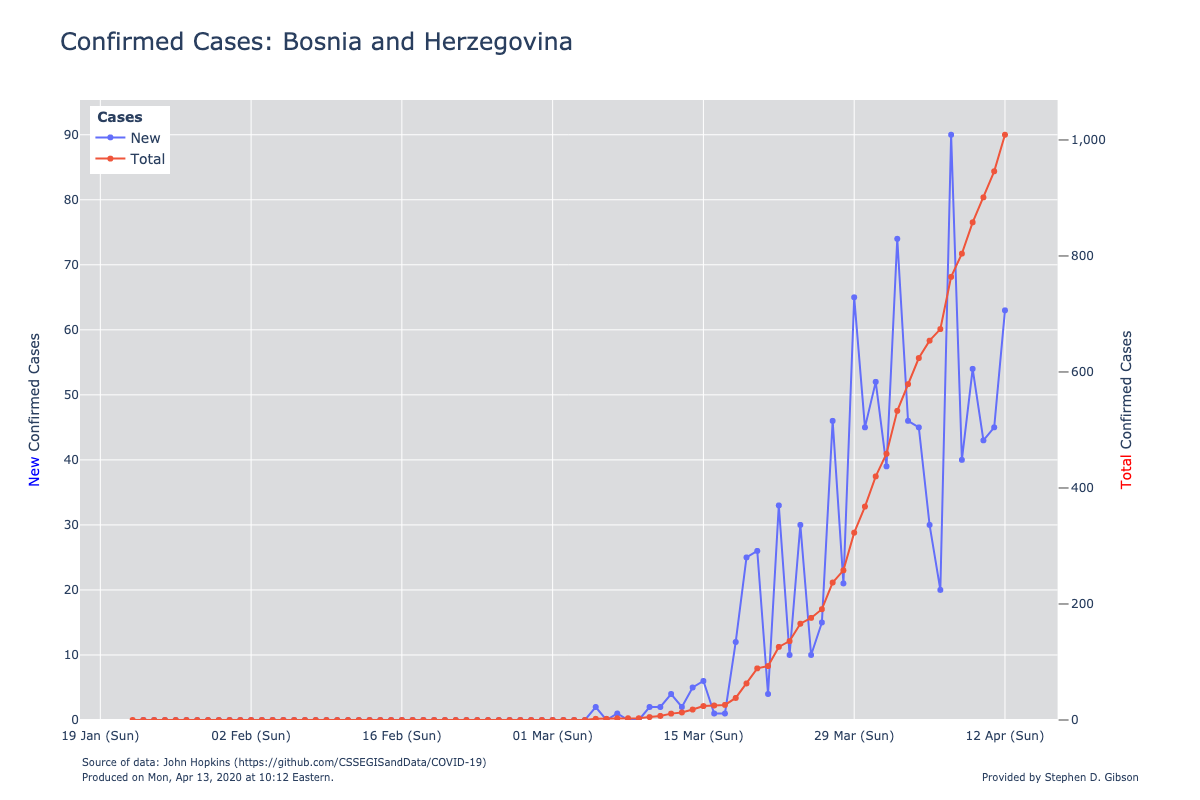 Confirmed Cases: Bosnia and Herzegovina
Cases
New
Total
90
80
70
60
50
40
30
20
10
0
New Confirmed Cases
1,000
800
600
400
200
0
Total Confirmed Cases
19 Jan (Sun)
02 Feb (Sun)
16 Feb (Sun)
01 Mar (Sun)
15 Mar (Sun)
29 Mar (Sun)
12 Apr (Sun)
Source of data: John Hopkins (https://github.com/CSSEGISandData/COVID-19)
Produced on Mon, Apr 13, 2020 at 10:12 Eastern.
Provided by Stephen D. Gibson